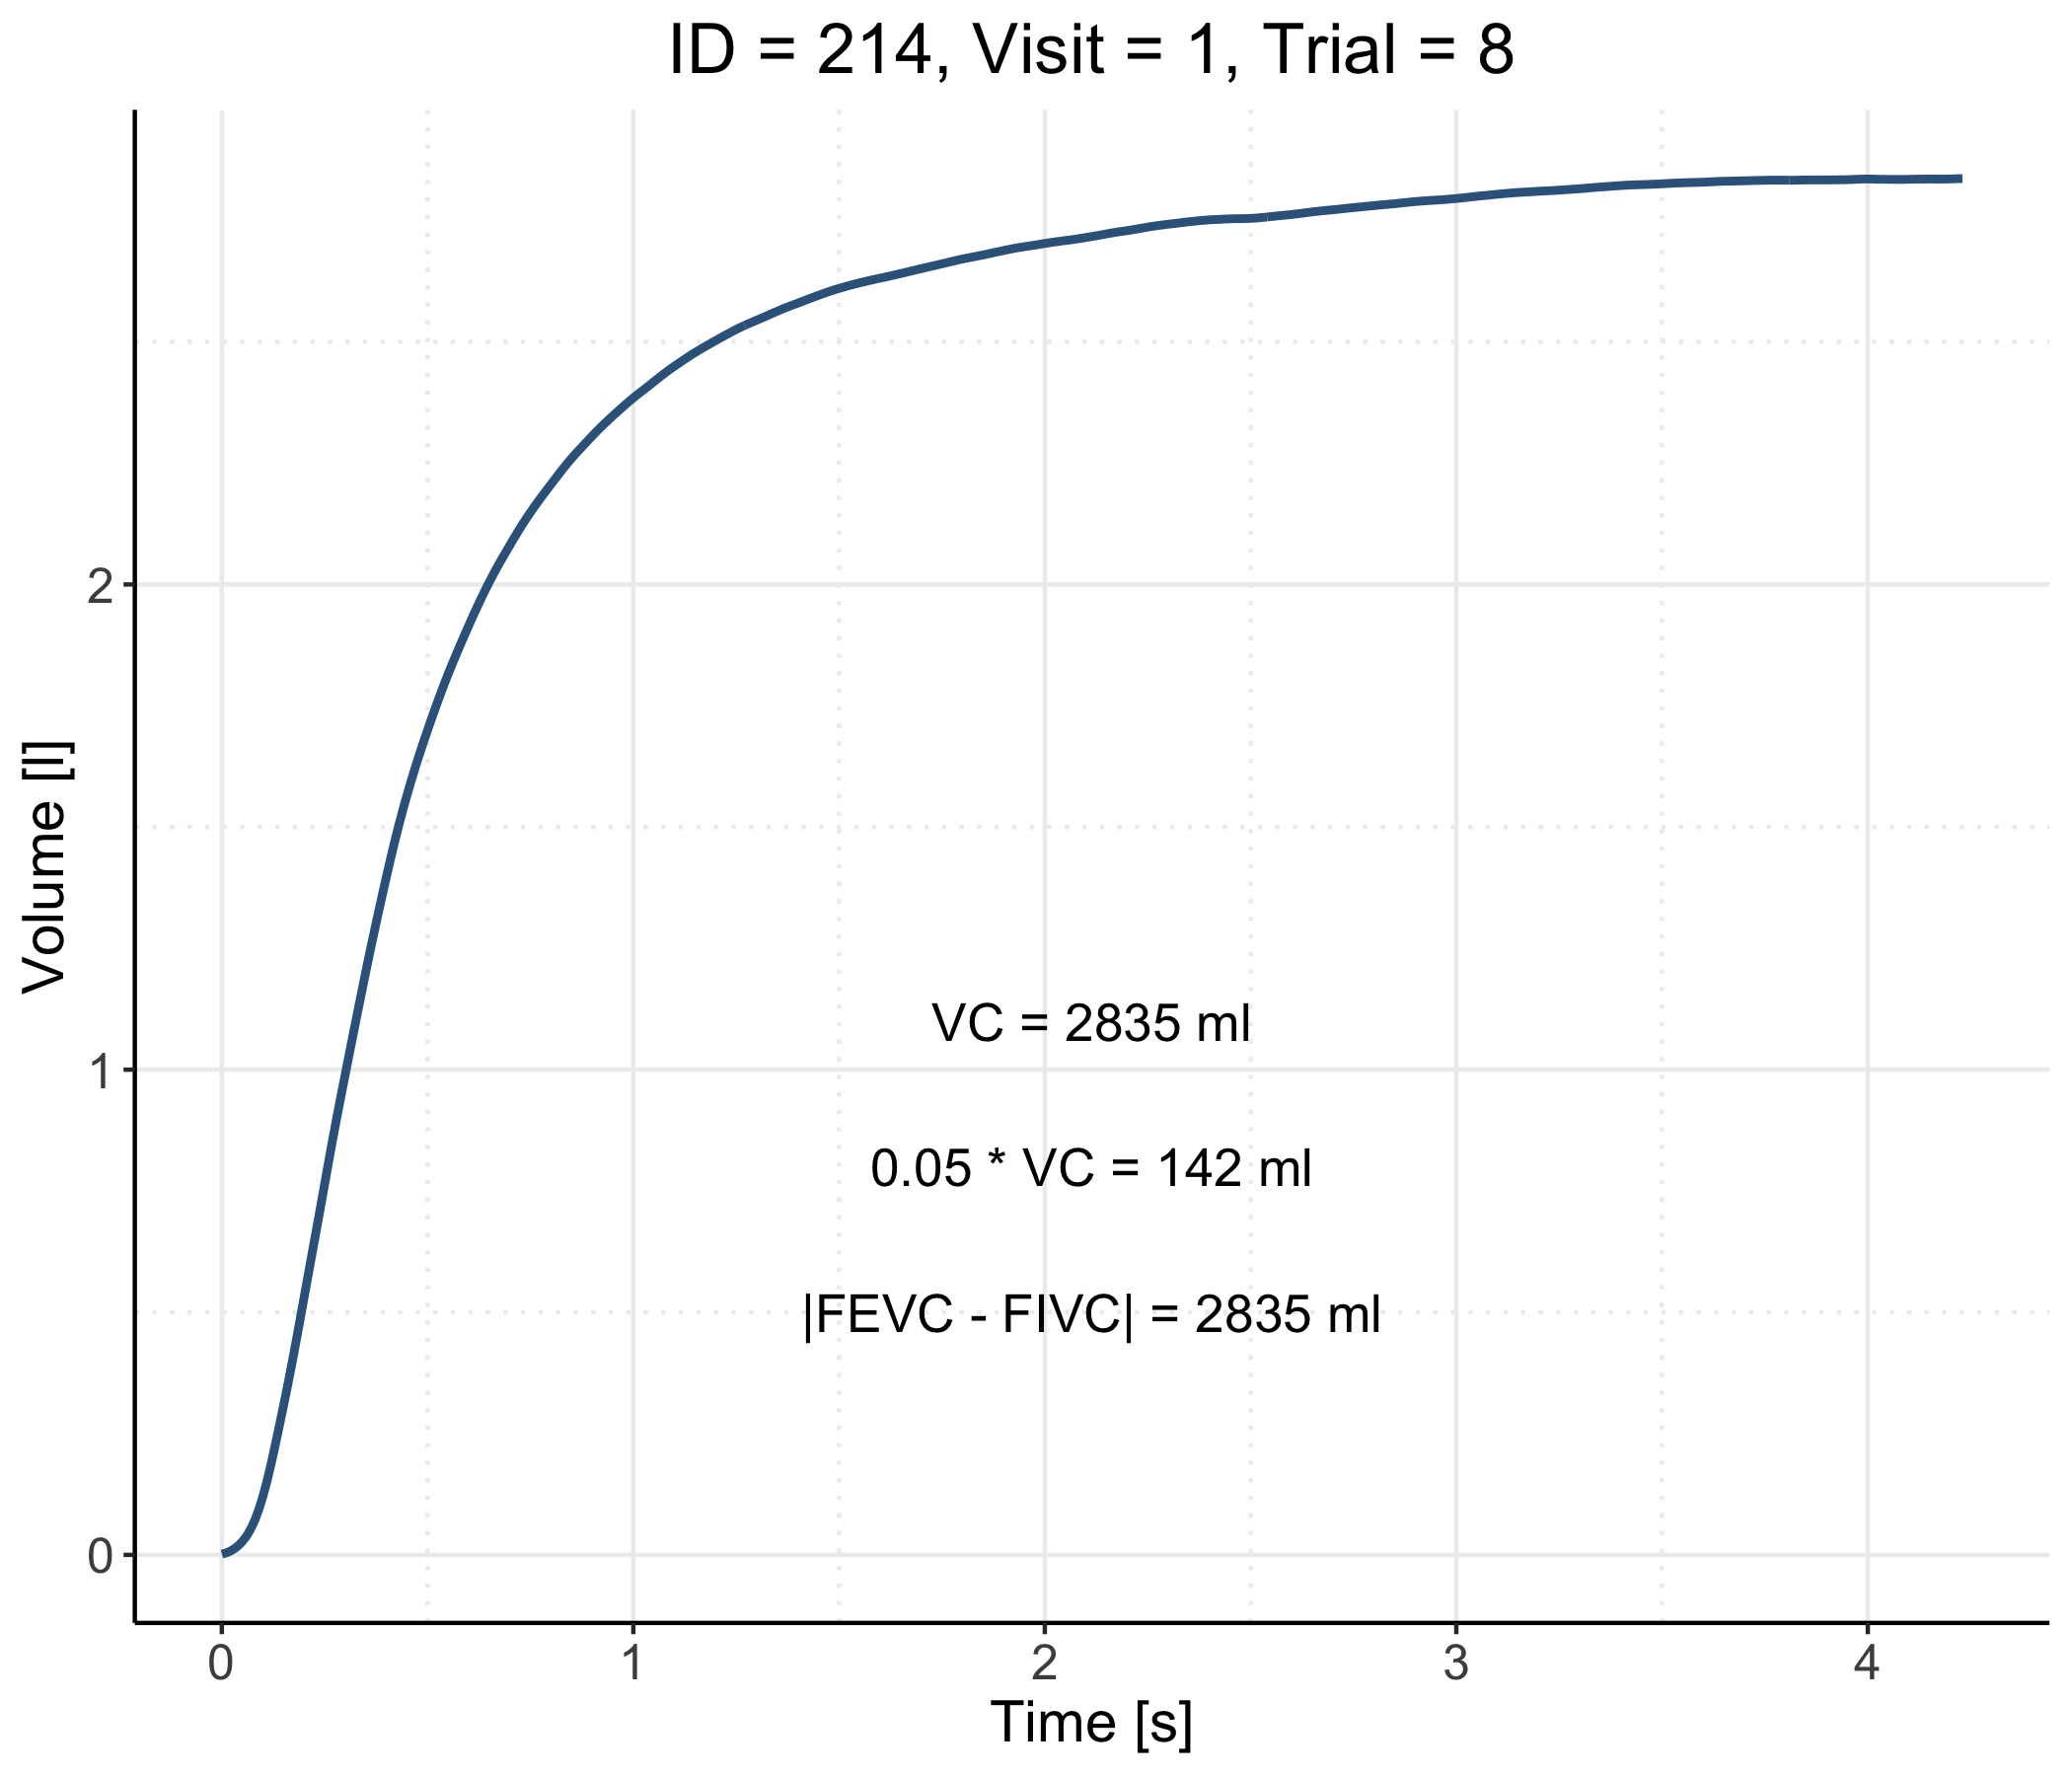 ID = 214, Visit = 1, Trial = 8
Volume [l]
2
1
0
VC = 2835 ml
0.05 * VC = 142 ml
|FEVC - FIVC| = 2835 ml
0 1 2 3 4
Time [s]